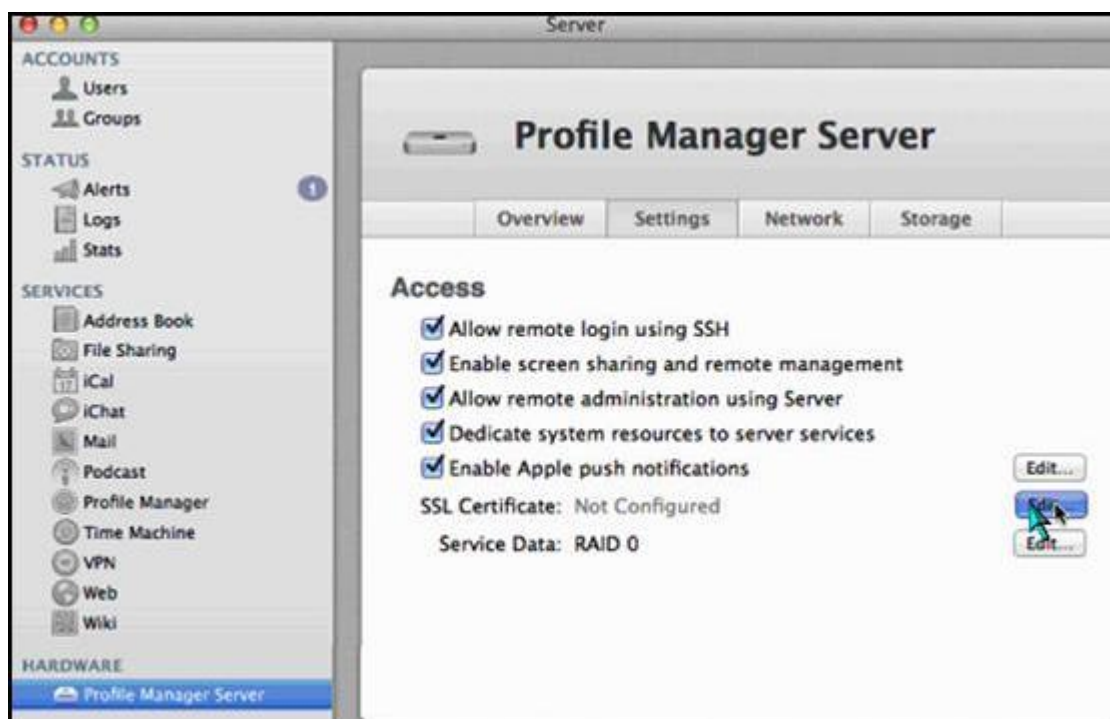 Server
ACCOUNTS
Users
Groups
STATUS
Alerts 1
Logs
Stats
SERVICES
Address Book
File Sharing
iCal
17
iChat
Mail
Podcast
Profile Manager
Time Machine
VPN
Web
Wiki
HARDWARE
Profile Manager Server
Profile Manager Server
Overview Settings Network Storage
Access
Allow remote login using SSH
Enable screen sharing and remote management
Allow remote administration using Server
Dedicate system resources to server services
Enable Apple push notifications Edit...
SSL Certificate: Not Configured
Service Data: RAID 0 Edit...